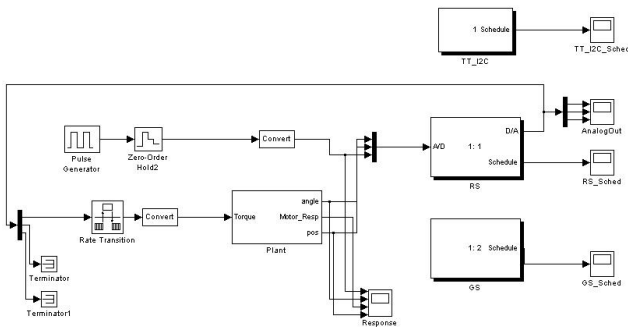 1 Schedule
TT_I2C
TT_I2C_Sched
Pulse
Generator
Zero-Order
Hold2
Convert
A\/D
1: 1
D/A
Schedule
RS
AnalogOut
RS_Sched
Rate Transition
Convert
Torque
angle
Motor_Resp
pos
Plant
1: 2
Schedule
GS
GS_Sched
Terminator
Terminator1
Response